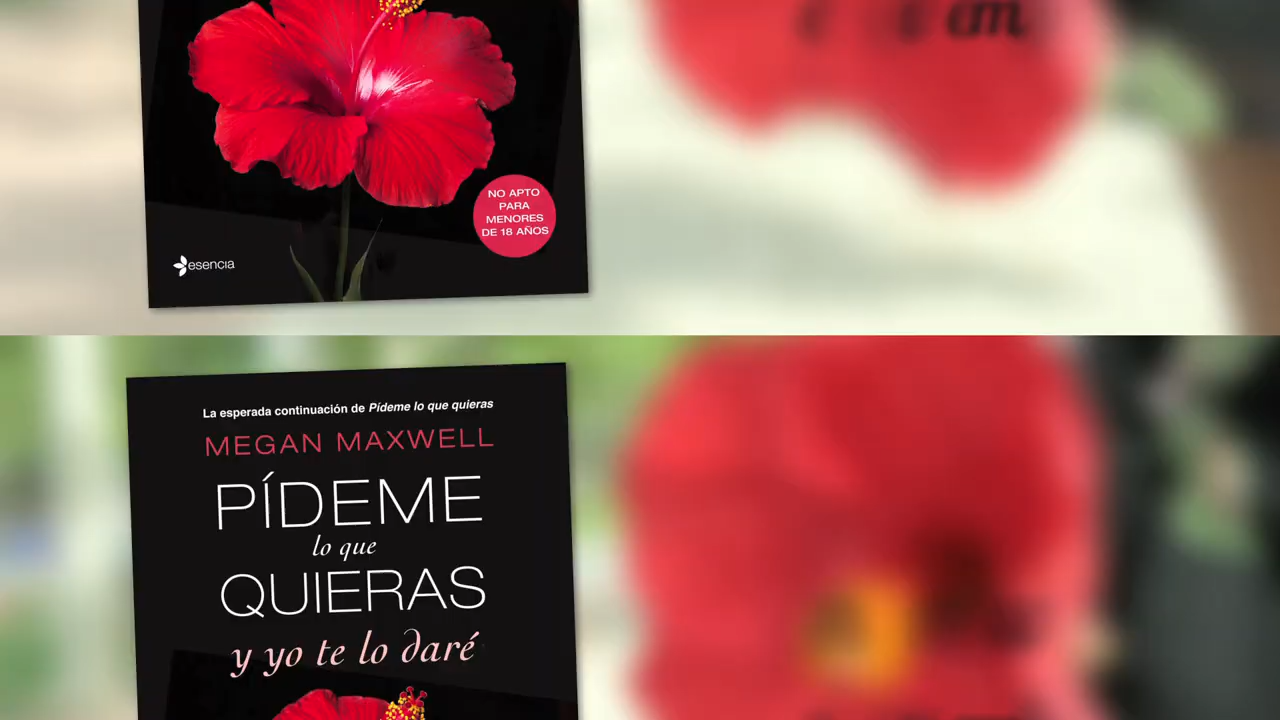 NO APTO
PARA
MENORES
DE 18 AÑOS
esencia
La esperada continuación de Pídeme lo que quieras
MEGAN MAXWELL
PÍDEME
lo que
QUIERAS
y yo te lo daré